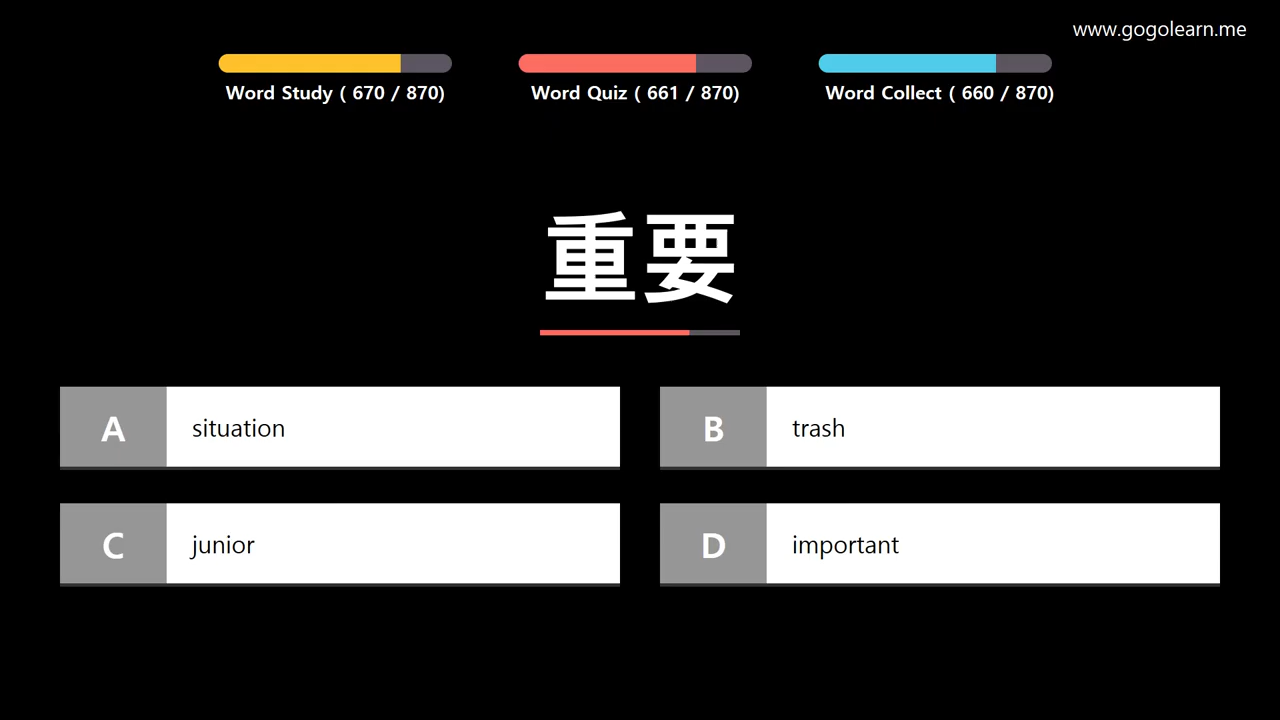 www.gogolearn.me
Word Study ( 670 / 870)
Word Quiz ( 661 / 870)
Word Collect ( 660 / 870)
重要
A situation
B trash
C junior
D important